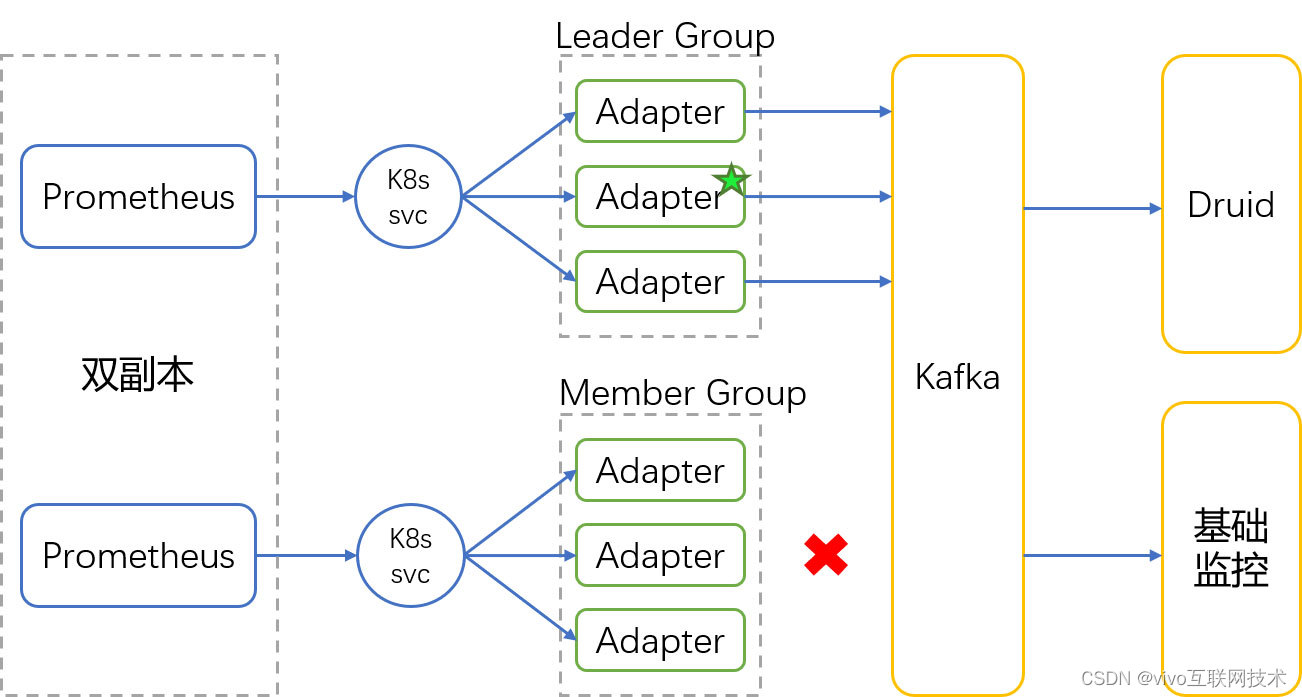 Leader Group
Adapter
Prometheus
K8s
svc
Adapter
Adapter
双副本
Member Group
Adapter
Prometheus
K8s
svc
Adapter
Adapter
Kafka
Druid
基础
监控
CSDN @vivo互联网技术